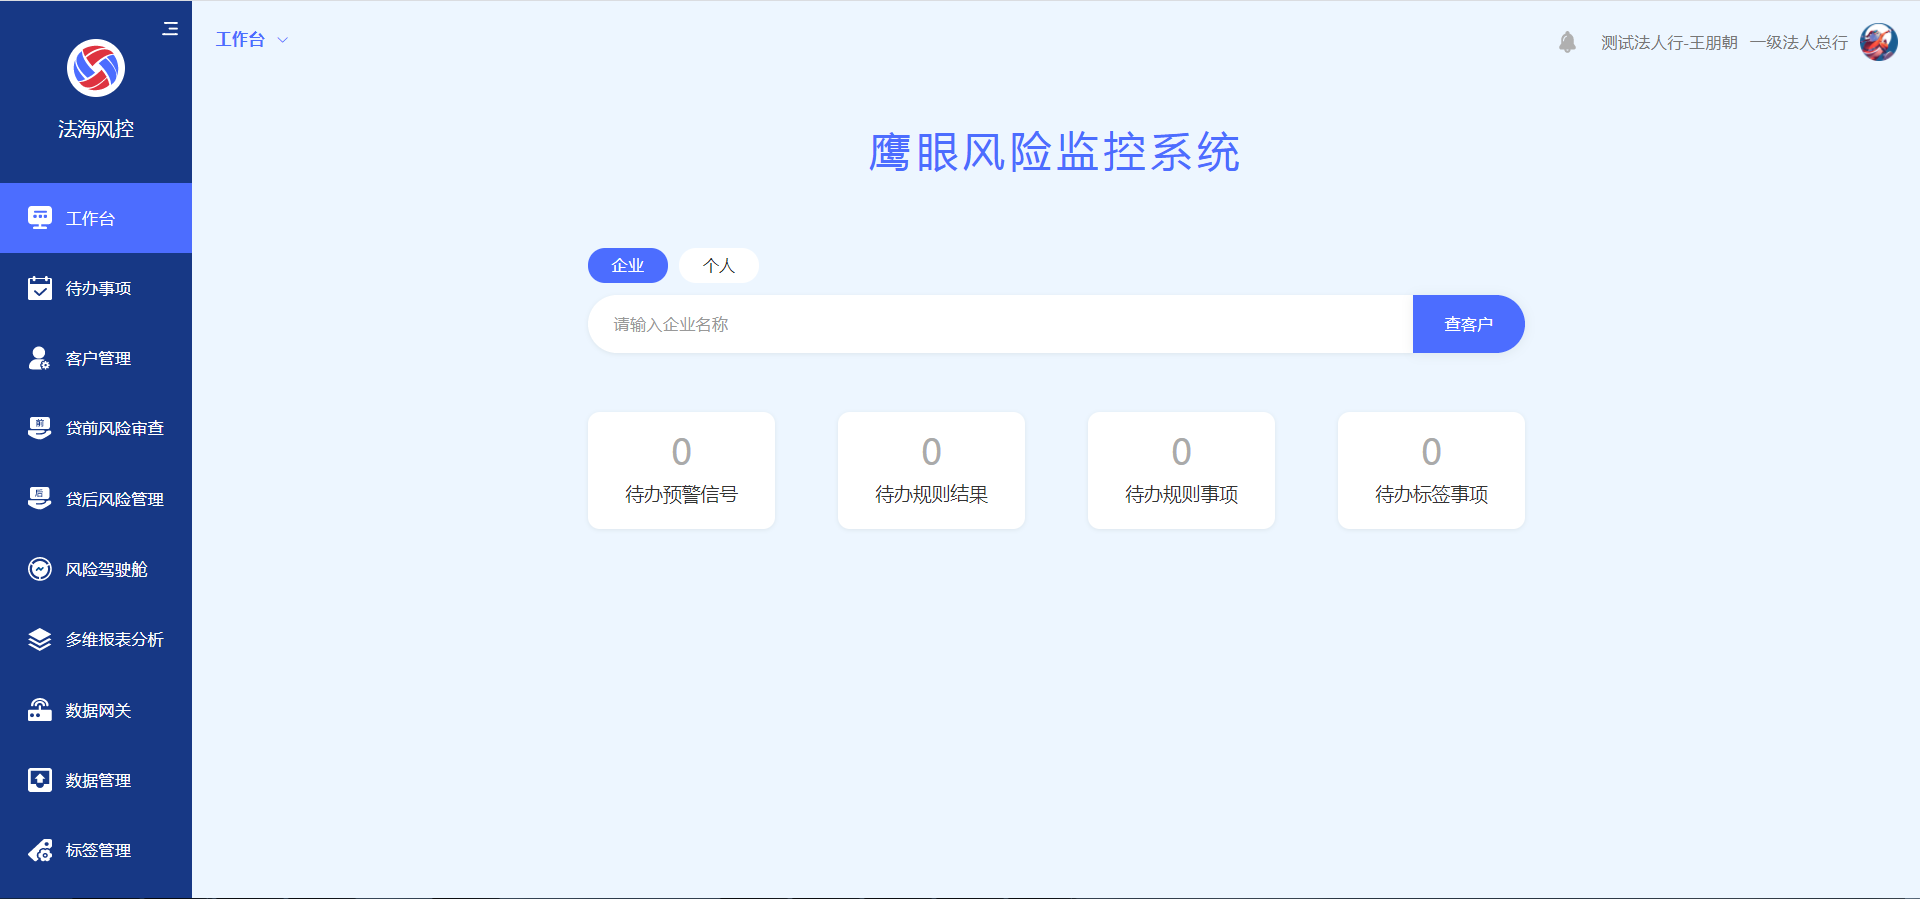 法海风控
工作台
待办事项
客户管理
贷前风险审查
贷后风险管理
风险驾驶舱
多维报表分析
数据网关
数据管理
标签管理
工作台
测试法人行-王朋朝 一级法人总行
鹰眼风险监控系统
企业 个人
请输入企业名称 查客户
0 0 0 0
待办预警信号 待办规则结果 待办规则事项 待办标签事项